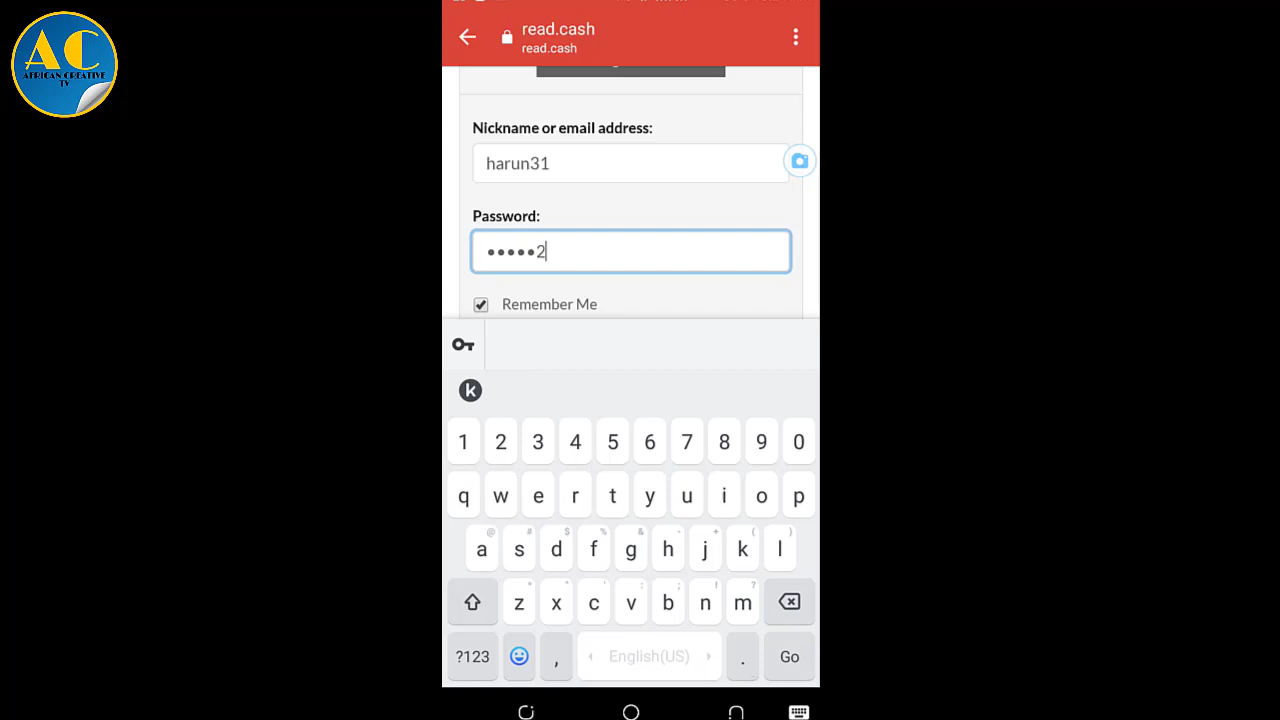 AC
AFRICAN CREATIVE
TV
read.cash
read.cash
Nickname or email address:
harun31
Password:
•••••2
Remember Me
k
1 2 3 4 5 6 7 8 9 0
q w e r t y u i o p
@ # $ % & - + ( )
a s d f g h j k l
* " ' : ; ! ?
z x c v b n m
?123 , English(US) . Go